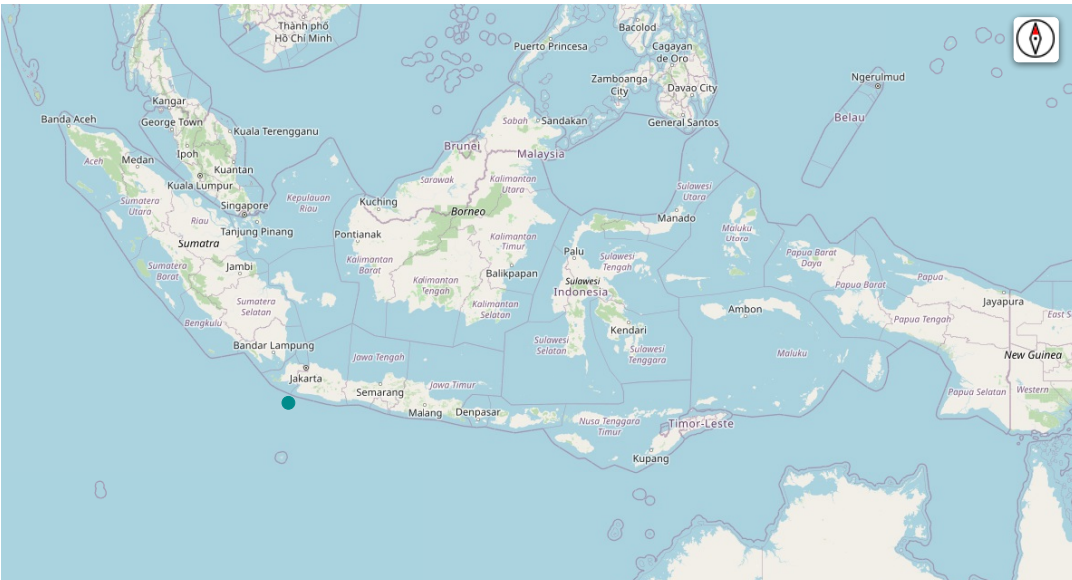 Thành phố
Hồ Chí Minh
Bacolod
Puerto Princesa
Cagayan
de Oro
Zamboanga
City
Davao City
Ngerulmud
Kangar
Banda Aceh
George Town
Kuala Terengganu
Sabah
Sandakan
General Santos
Belau
Brunei
Malaysia
Ipoh
Aceh
Medan
Kuantan
Kuala Lumpur
Sarawak
Kalimantan
Utara
Sulawesi
Utara
Sumatera
Utara
Kepulauan
Riau
Kuching
Singapore
Borneo
Riau
Manado
Tanjung Pinang
Pontianak
Maluku
Utara
Sumatra
Kalimantan
Timur
Palu
Papua Barat
Daya
Sumatera
Barat
Jambi
Kalimantan
Barat
Sulawesi
Tengah
Balikpapan
Papua
Kalimantan
Tengah
Sulawesi
Indonesia
Papua Barat
Sumatera
Selatan
Kalimantan
Selatan
Jayapura
Ambon
Bengkulu
Papua Tengah
East S
Kendari
Bandar Lampung
Sulawesi
Selatan
Sulawesi
Tenggara
Maluku
New Guinea
Jawa Tengah
Jakarta
Jawa Timur
Semarang
Papua Selatan
Western
Malang
Denpasar
Nusa Tenggara
Timur
Timor-Leste
Kupang